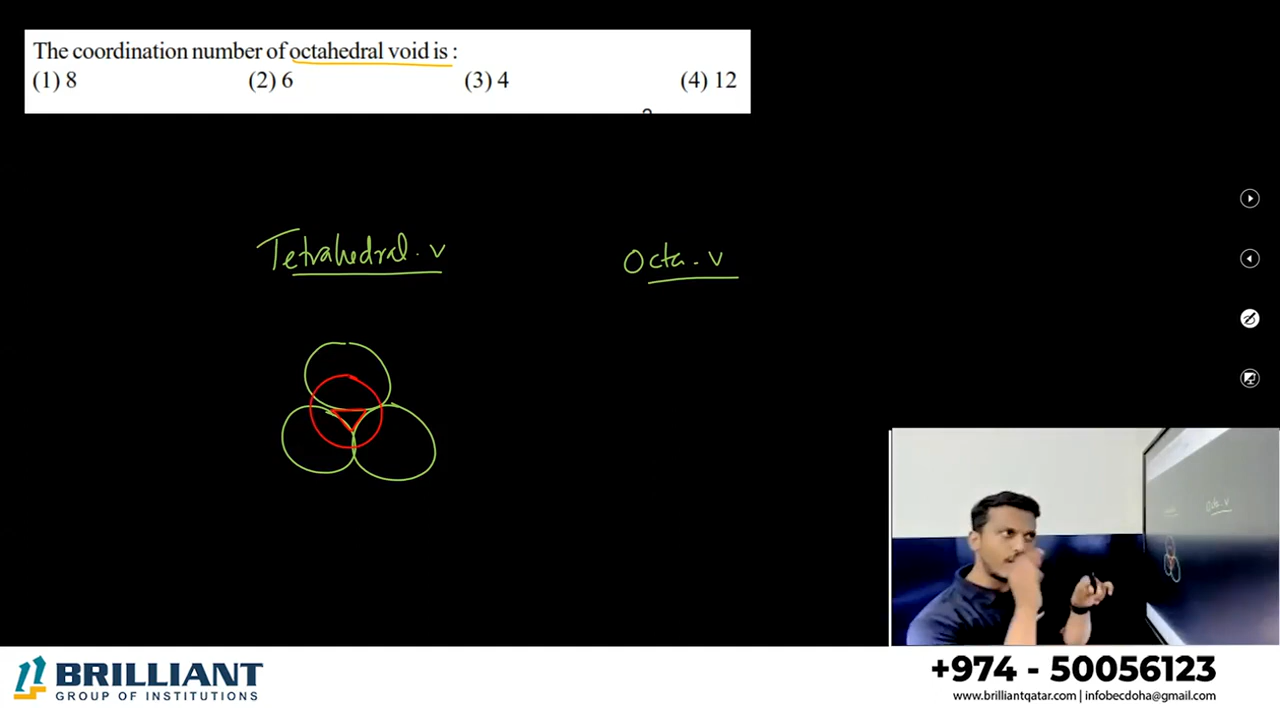 The coordination number of octahedral void is :
(1) 8 (2) 6 (3) 4 (4) 12
Tetrahedral . v Octa . v
Octa . v
BRILLIANT
GROUP OF INSTITUTIONS
+974 - 50056123
www.brilliantqatar.com | infobecdoha@gmail.com